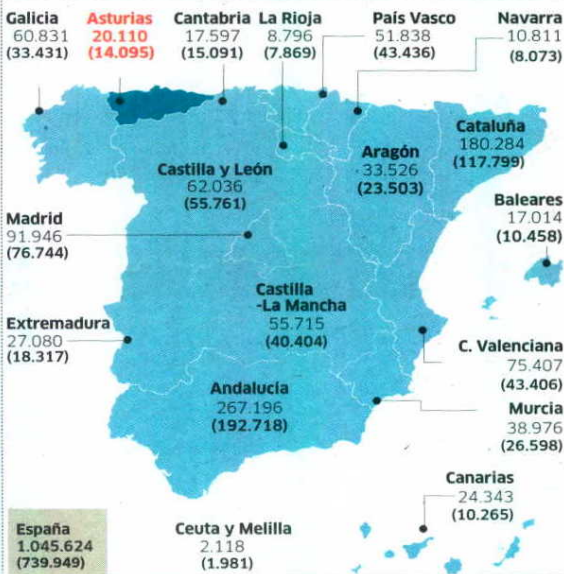 Galicia
60.831
(33.431)
Asturias
20.110
(14.095)
Cantabria
17.597
(15.091)
La Rioja
8.796
(7.869)
País Vasco
51.838
(43.436)
Navarra
10.811
(8.073)
Castilla y León
62.036
(55.761)
Aragón
33.526
(23.503)
Cataluña
180.284
(117.799)
Baleares
17.014
(10.458)
Madrid
91.946
(76.744)
Castilla
-La Mancha
55.715
(40.404)
Extremadura
27.080
(18.317)
C. Valenciana
75.407
(43.406)
Andalucía
267.196
(192.718)
Murcia
38.976
(26.598)
Canarias
24.343
(10.265)
España
1.045.624
(739.949)
Ceuta y Melilla
2.118
(1.981)